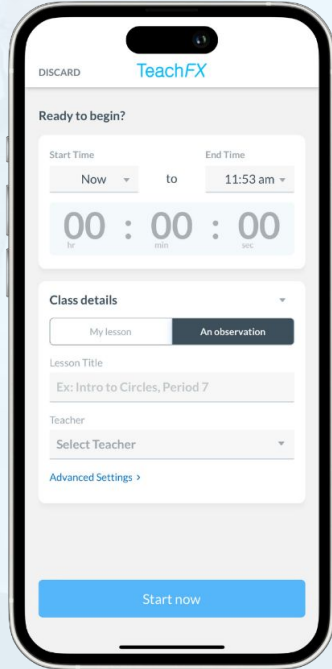 DISCARD TeachFX
Ready to begin?
Start Time End Time
Now to 11:53 am
00 : 00 : 00
hr min sec
Class details
My lesson An observation
Lesson Title
Ex: Intro to Circles, Period 7
Teacher
Select Teacher
Advanced Settings >
Start now